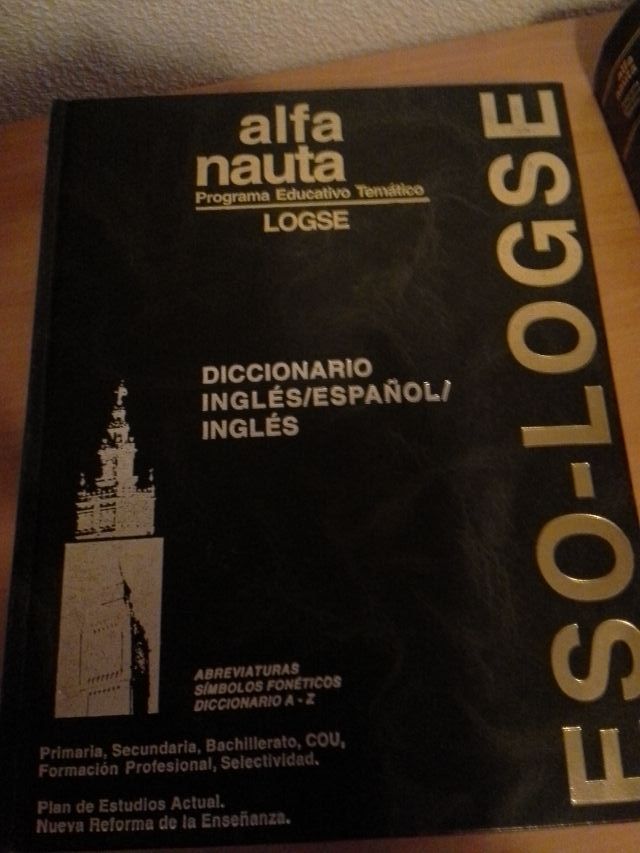 alfa
nauta
Programa Educativo Temático
LOGSE
ESO-LOGSE
DICCIONARIO
INGLÉS/ESPAÑOL/
INGLÉS
ABREVIATURAS
SÍMBOLOS FONÉTICOS
DICCIONARIO A - Z
Primaria, Secundaria, Bachillerato, COU,
Formación Profesional, Selectividad.
Plan de Estudios Actual.
Nueva Reforma de la Enseñanza.